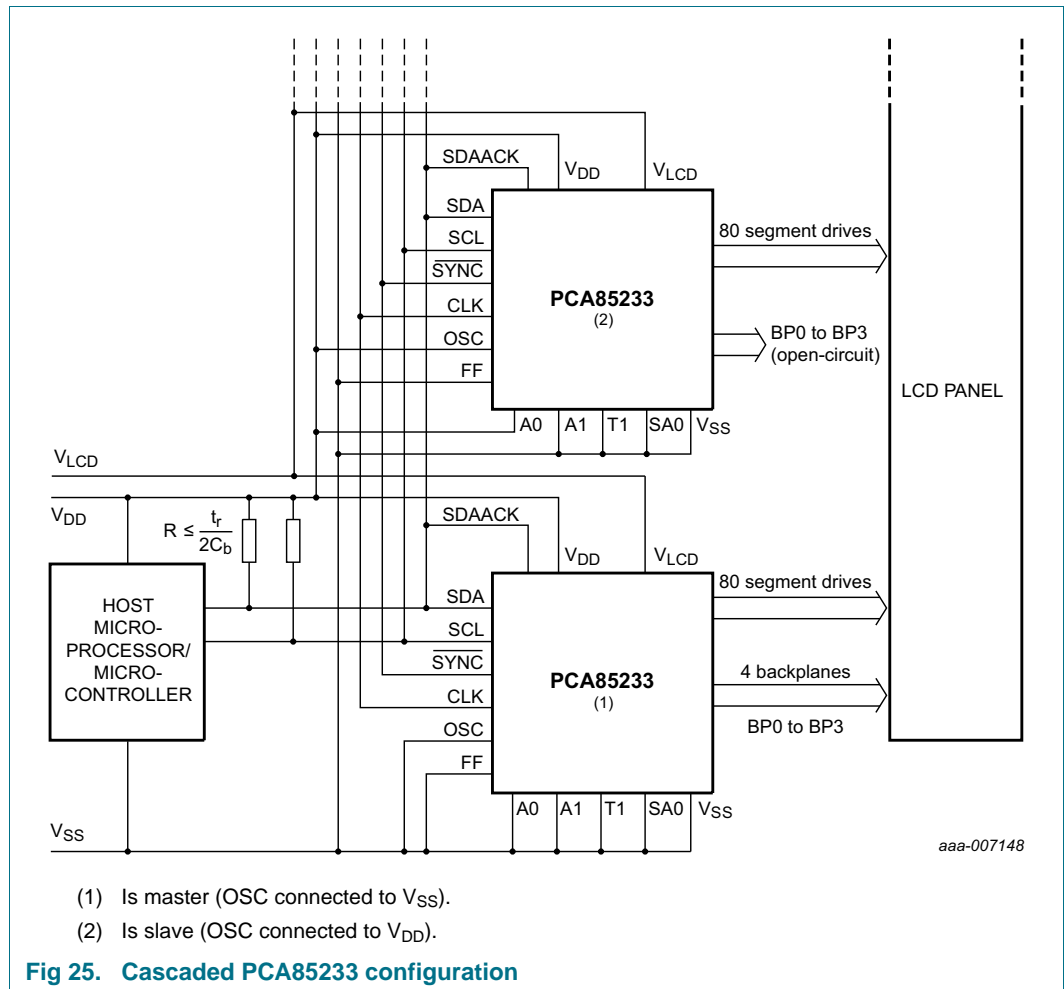 SDAACK
VDD
VLCD
SDA
SCL
SYNC
CLK
OSC
FF
PCA85233
(2)
80 segment drives
BP0 to BP3
(open-circuit)
LCD PANEL
A0 A1 T1 SA0 VSS
VLCD
VDD
R ≤ tr
2Cb
SDAACK
VDD
VLCD
HOST
MICRO-
PROCESSOR/
MICRO-
CONTROLLER
SDA
SCL
SYNC
CLK
OSC
FF
PCA85233
(1)
80 segment drives
4 backplanes
BP0 to BP3
A0 A1 T1 SA0 VSS
VSS
aaa-007148
(1) Is master (OSC connected to VSS).
(2) Is slave (OSC connected to VDD).
Fig 25. Cascaded PCA85233 configuration